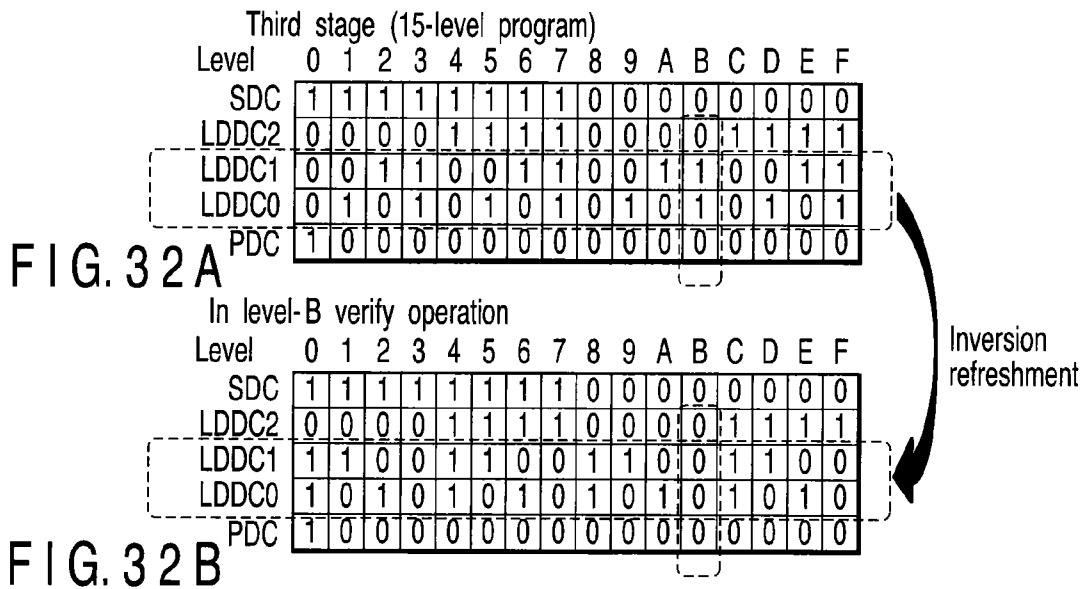 Third stage (15-level program)
Level 0 1 2 3 4 5 6 7 8 9 A B C D E F
SDC 1 1 1 1 1 1 1 1 0 0 0 0 0 0 0 0
LDDC2 0 0 0 0 1 1 1 1 0 0 0 0 1 1 1 1
LDDC1 0 0 1 1 0 0 1 1 0 0 1 1 0 0 1 1
LDDC0 0 1 0 1 0 1 0 1 0 1 0 1 0 1 0 1
PDC 1 0 0 0 0 0 0 0 0 0 0 0 0 0 0 0
FIG. 32A
In level-B verify operation
Level 0 1 2 3 4 5 6 7 8 9 A B C D E F
SDC 1 1 1 1 1 1 1 1 0 0 0 0 0 0 0 0
LDDC2 0 0 0 0 1 1 1 1 0 0 0 0 1 1 1 1
LDDC1 1 1 0 0 1 1 0 0 1 1 0 0 1 1 0 0
LDDC0 1 0 1 0 1 0 1 0 1 0 1 0 1 0 1 0
PDC 1 0 0 0 0 0 0 0 0 0 0 0 0 0 0 0
FIG. 32B
Inversion
refreshment